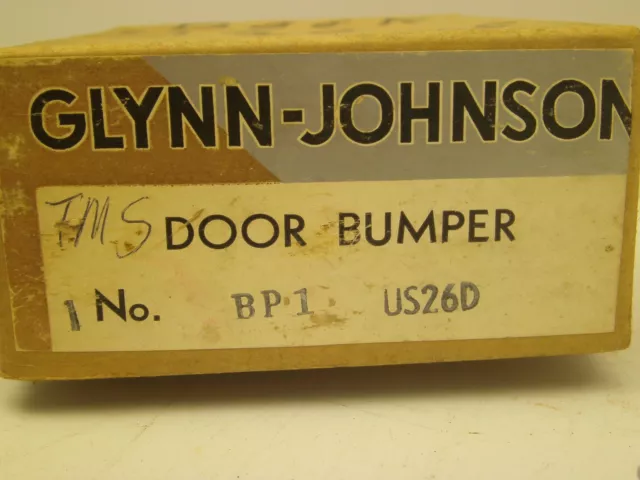 GLYNN-JOHNSON
TMS DOOR BUMPER
1 No. BP1 US26D